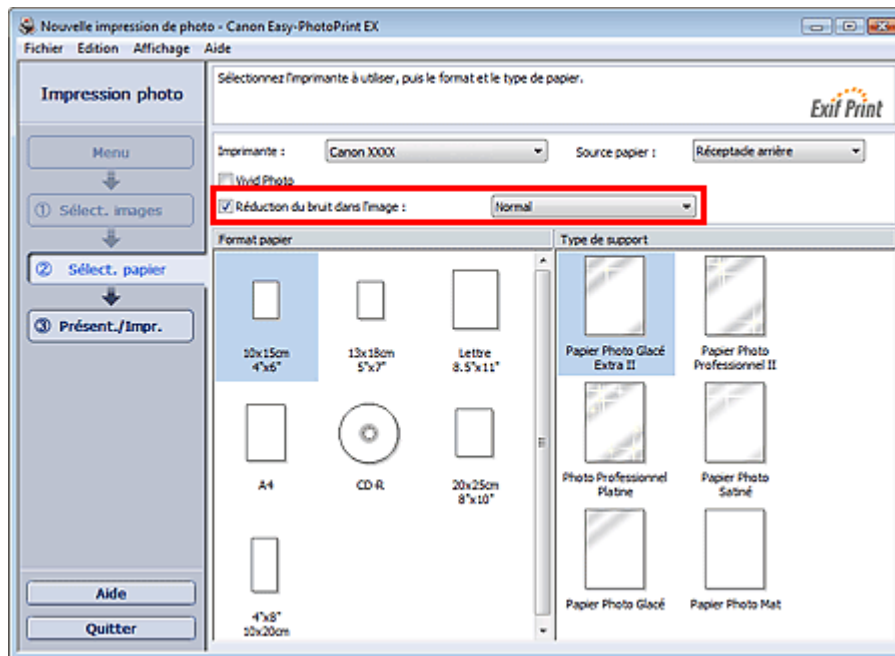 Nouvelle impression de photo - Canon Easy-PhotoPrint EX
Fichier Edition Affichage Aide
Impression photo
Sélectionnez l'imprimante à utiliser, puis le format et le type de papier.
Exif Print
Menu
① Sélect. images
② Sélect. papier
③ Présent./Impr.
Aide
Quitter
Imprimante : Canon XXXX Source papier : Réceptacle arrière
Vivid Photo
Réduction du bruit dans l'image : Normal
Format papier
10x15cm
4"x6"
13x18cm
5"x7"
Lettre
8.5"x11"
A4
CD-R
20x25cm
8"x10"
4"x8"
10x20cm
Type de support
Papier Photo Glacé
Extra II
Papier Photo
Professionnel II
Photo Professionnel
Platine
Papier Photo
Satiné
Papier Photo Glacé
Papier Photo Mat